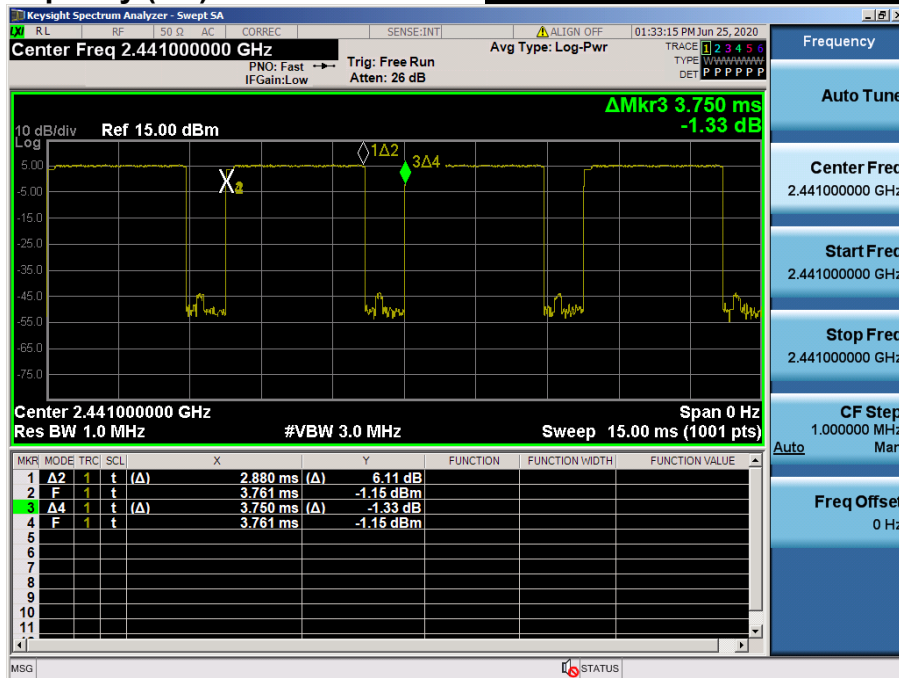 Keysight Spectrum Analyzer - Swept SA
LXI RL RF 50 Ω AC CORREC SENSE:INT ALIGN OFF 01:33:15 PM Jun 25, 2020
Center Freq 2.441000000 GHz
PNO: Fast
IFGain:Low
Trig: Free Run
Atten: 26 dB
Avg Type: Log-Pwr
TRACE 1 2 3 4 5 6
TYPE WWWWWW
DET P P P P P P
ΔMkr3 3.750 ms
-1.33 dB
10 dB/div Ref 15.00 dBm
Log
1Δ2
3Δ4
5.00
-5.00
-15.0
-25.0
-35.0
-45.0
-55.0
-65.0
-75.0
Center 2.441000000 GHz Span 0 Hz
Res BW 1.0 MHz #VBW 3.0 MHz Sweep 15.00 ms (1001 pts)
MKR MODE TRC SCL X Y FUNCTION FUNCTION WIDTH FUNCTION VALUE
1 Δ2 1 t (Δ) 2.880 ms (Δ) 6.11 dB
2 F 1 t 3.761 ms -1.15 dBm
3 Δ4 1 t (Δ) 3.750 ms (Δ) -1.33 dB
4 F 1 t 3.761 ms -1.15 dBm
5
6
7
8
9
10
11
MSG STATUS
Frequency
Auto Tune
Center Freq
2.441000000 GHz
Start Freq
2.441000000 GHz
Stop Freq
2.441000000 GHz
CF Step
1.000000 MHz
Auto Man
Freq Offset
0 Hz